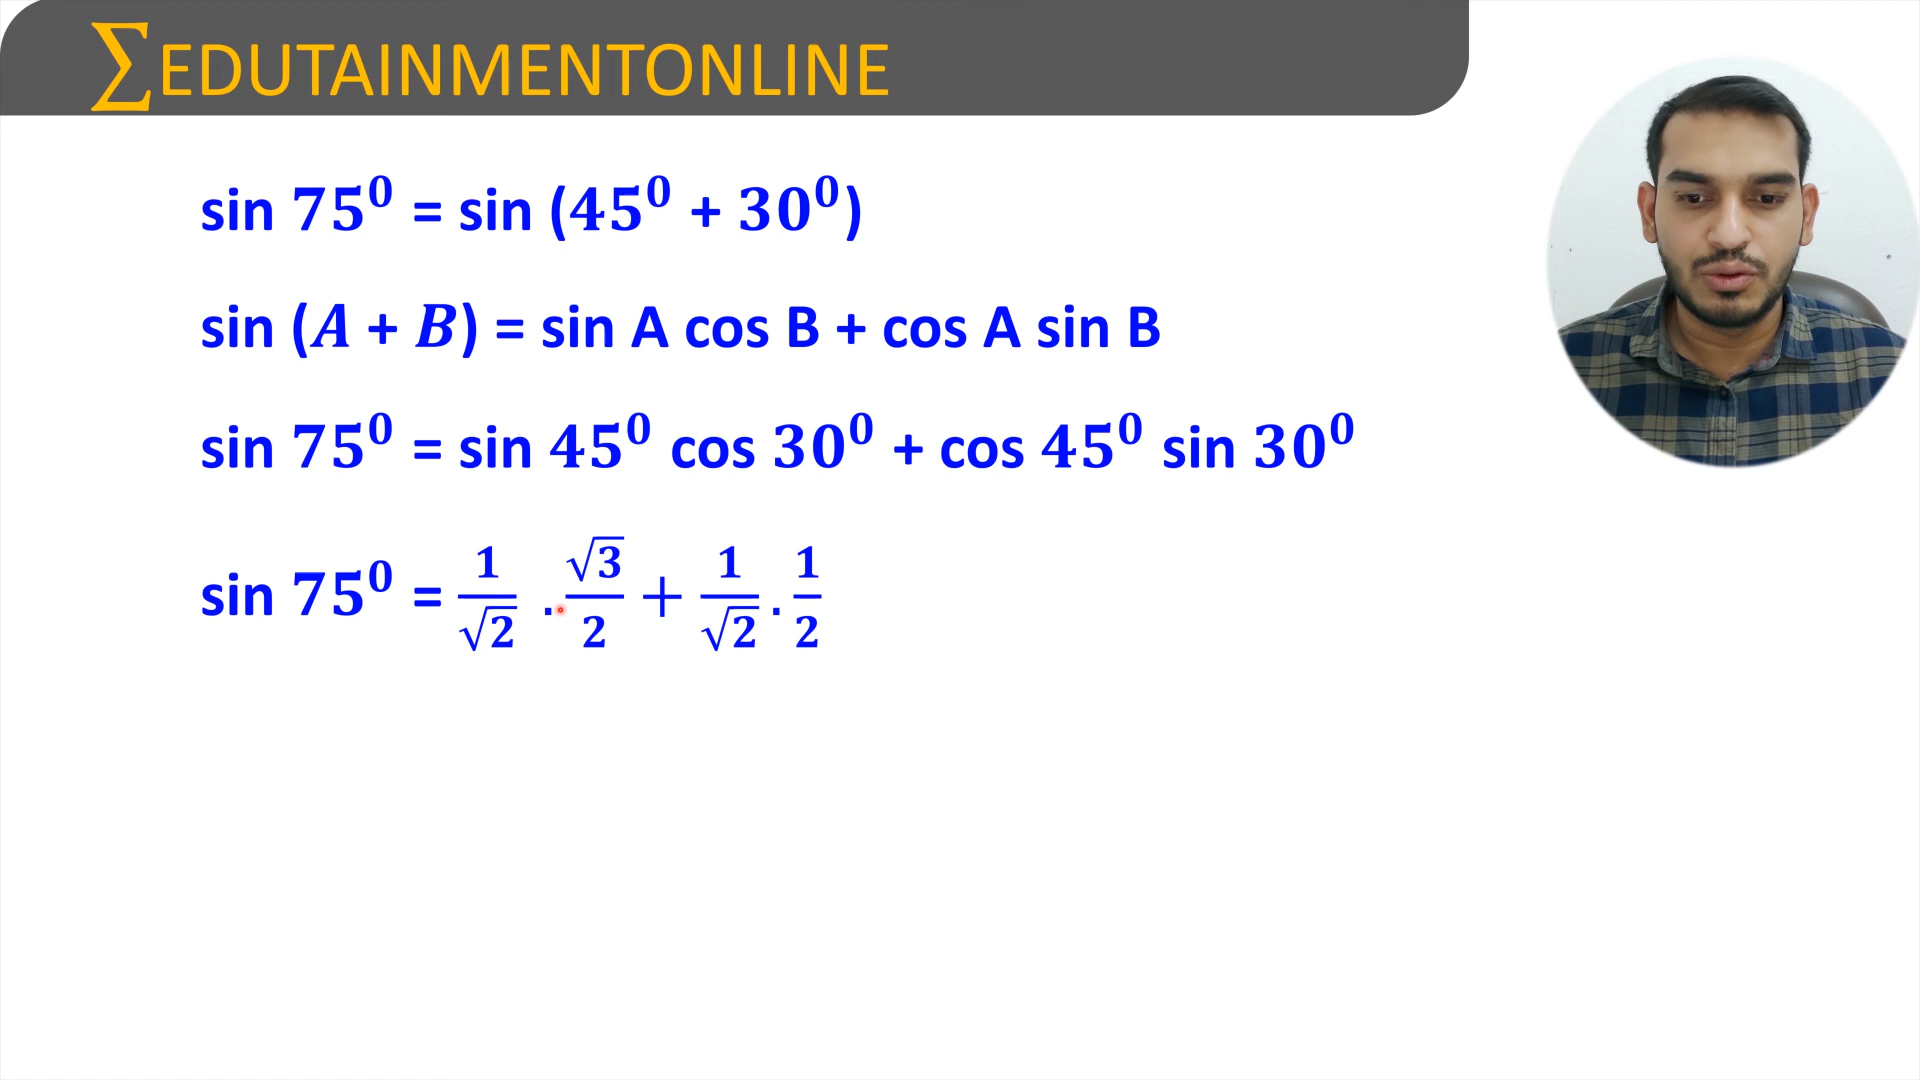 ∑EDUTAINMENTONLINE
sin 75⁰ = sin (45⁰ + 30⁰)
sin (A + B) = sin A cos B + cos A sin B
sin 75⁰ = sin 45⁰ cos 30⁰ + cos 45⁰ sin 30⁰
sin 75⁰ = 1/√2 . √3/2 + 1/√2 . 1/2